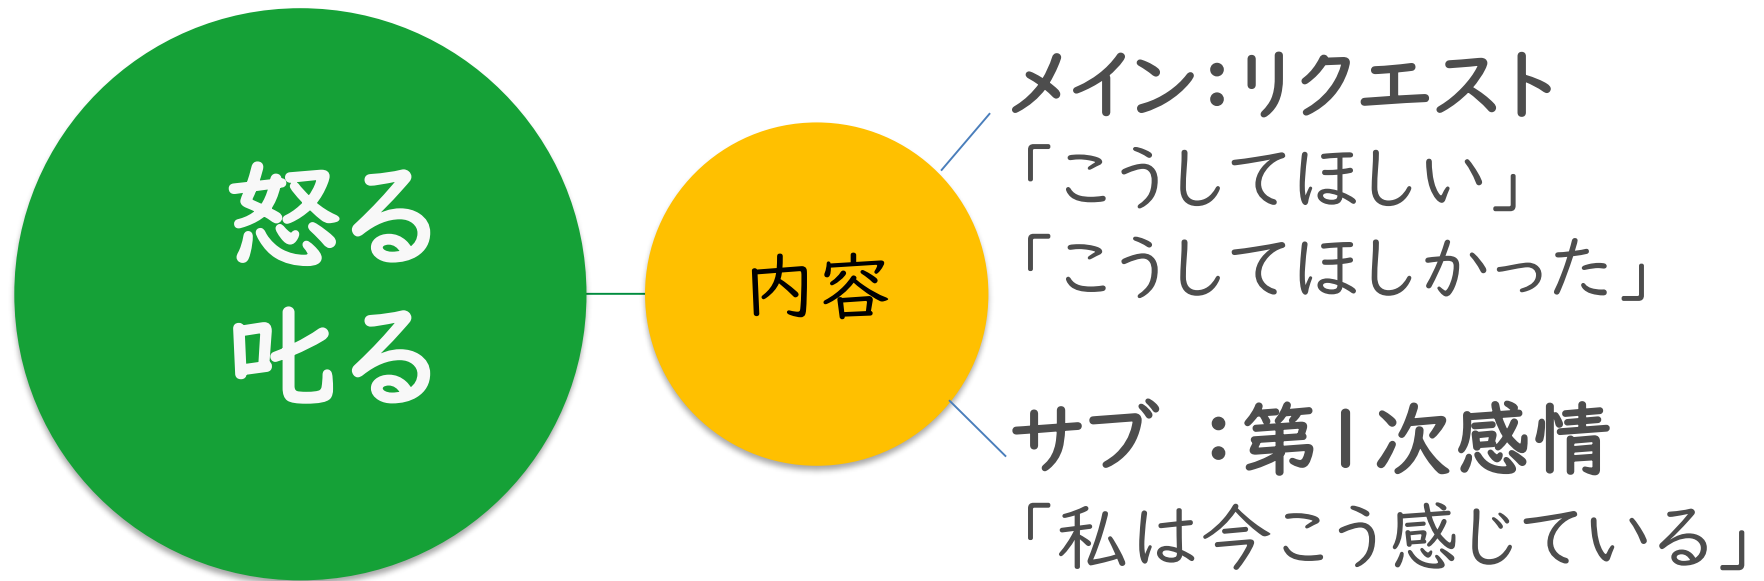 怒る
叱る
内容
メイン：リクエスト
「こうしてほしい」
「こうしてほしかった」
サブ ：第1次感情
「私は今こう感じている」